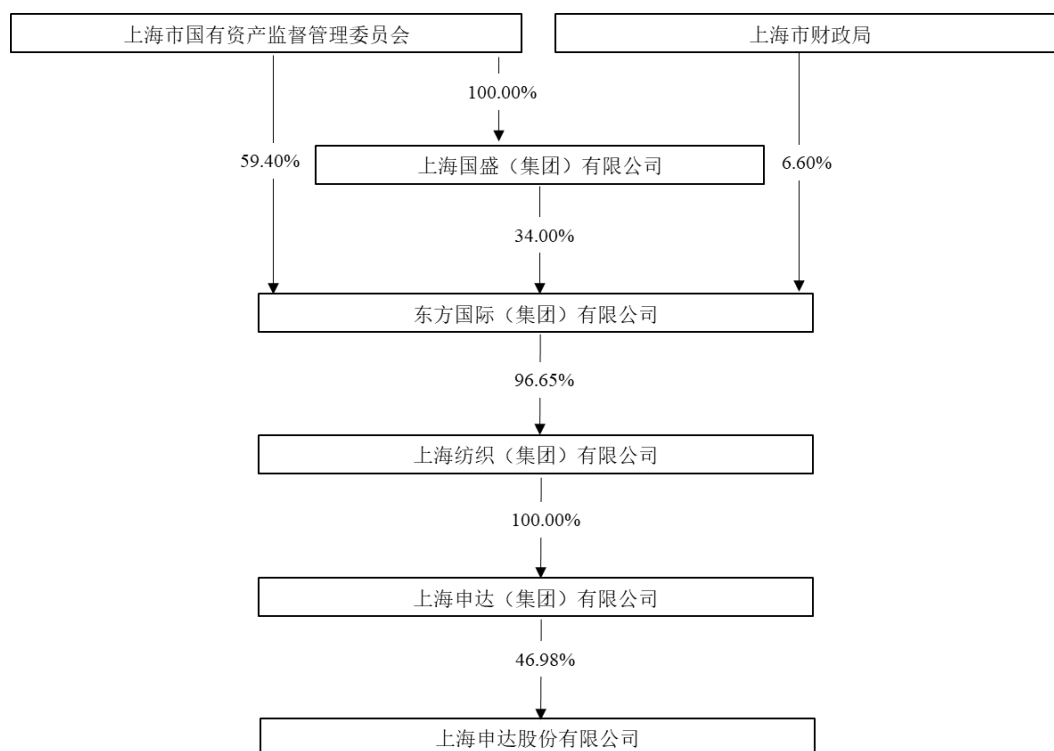 上海市国有资产监督管理委员会
上海市财政局
100.00%
上海国盛（集团）有限公司
59.40%
6.60%
34.00%
东方国际（集团）有限公司
96.65%
上海纺织（集团）有限公司
100.00%
上海申达（集团）有限公司
46.98%
上海申达股份有限公司